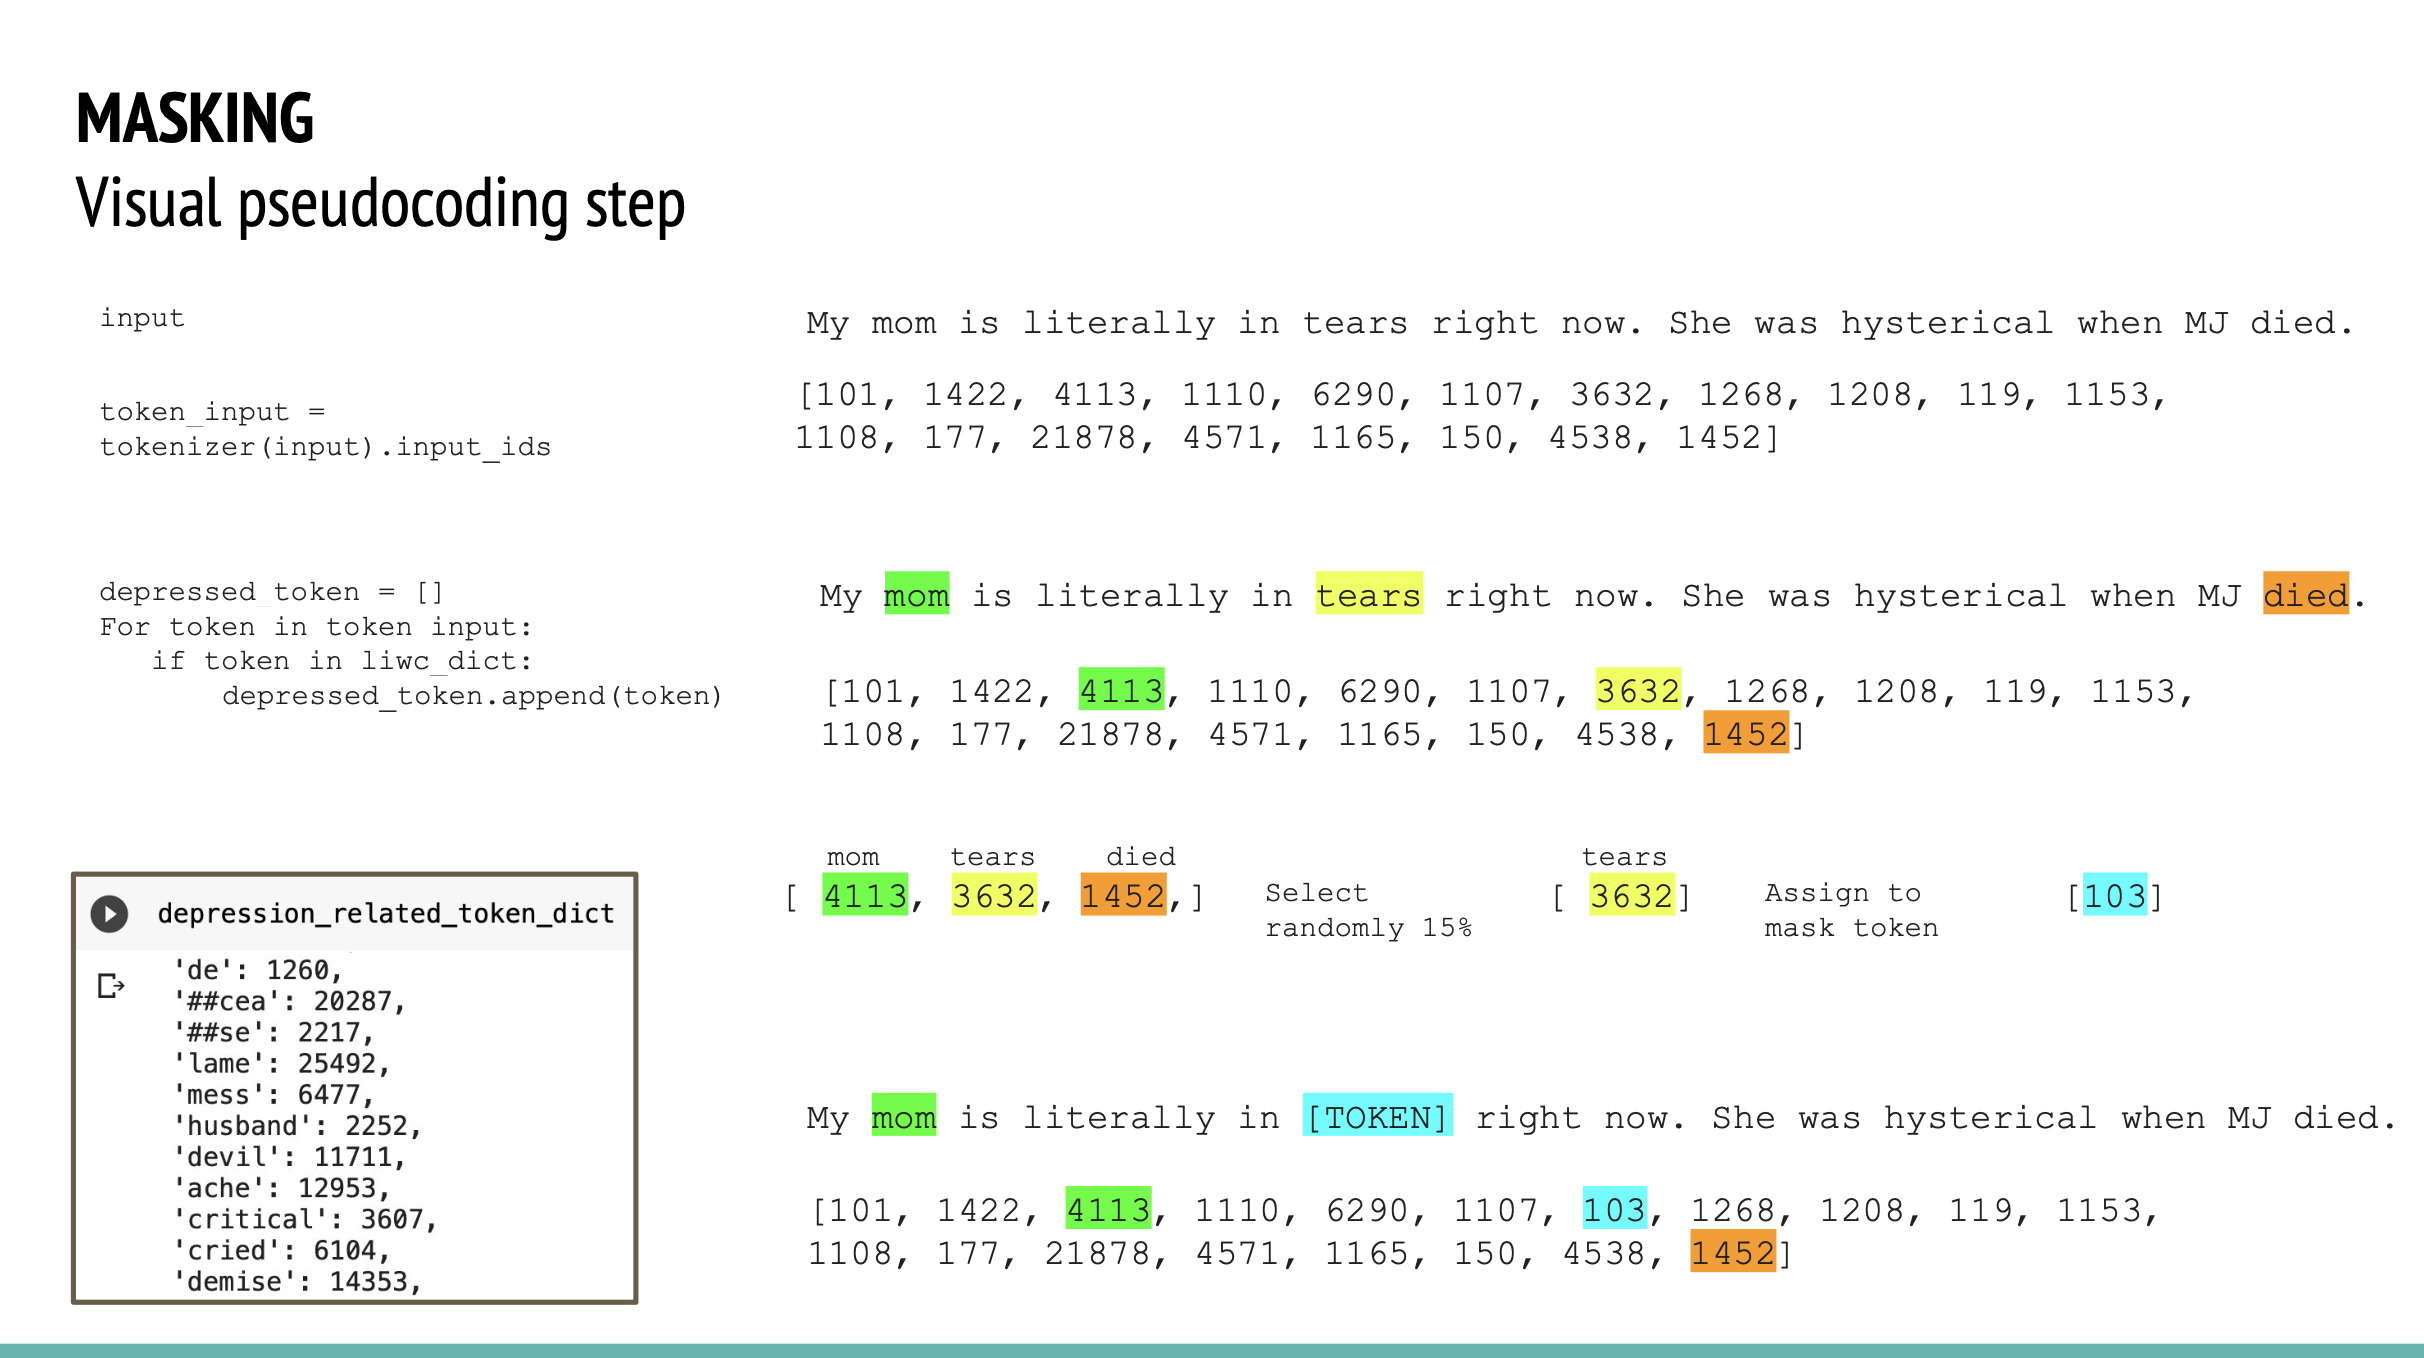 MASKING
Visual pseudocoding step
input
My mom is literally in tears right now. She was hysterical when MJ died.
token_input =
tokenizer(input).input_ids
[101, 1422, 4113, 1110, 6290, 1107, 3632, 1268, 1208, 119, 1153,
1108, 177, 21878, 4571, 1165, 150, 4538, 1452]
depressed_token = []
For token in token input:
if token in liwc_dict:
depressed_token.append(token)
My mom is literally in tears right now. She was hysterical when MJ died.
[101, 1422, 4113, 1110, 6290, 1107, 3632, 1268, 1208, 119, 1153,
1108, 177, 21878, 4571, 1165, 150, 4538, 1452]
mom tears died
[ 4113, 3632, 1452,]
Select
randomly 15%
tears
[ 3632]
Assign to
mask token
[103]
depression_related_token_dict
'de': 1260,
'##cea': 20287,
'##se': 2217,
'lame': 25492,
'mess': 6477,
'husband': 2252,
'devil': 11711,
'ache': 12953,
'critical': 3607,
'cried': 6104,
'demise': 14353,
My mom is literally in [TOKEN] right now. She was hysterical when MJ died.
[101, 1422, 4113, 1110, 6290, 1107, 103, 1268, 1208, 119, 1153,
1108, 177, 21878, 4571, 1165, 150, 4538, 1452]